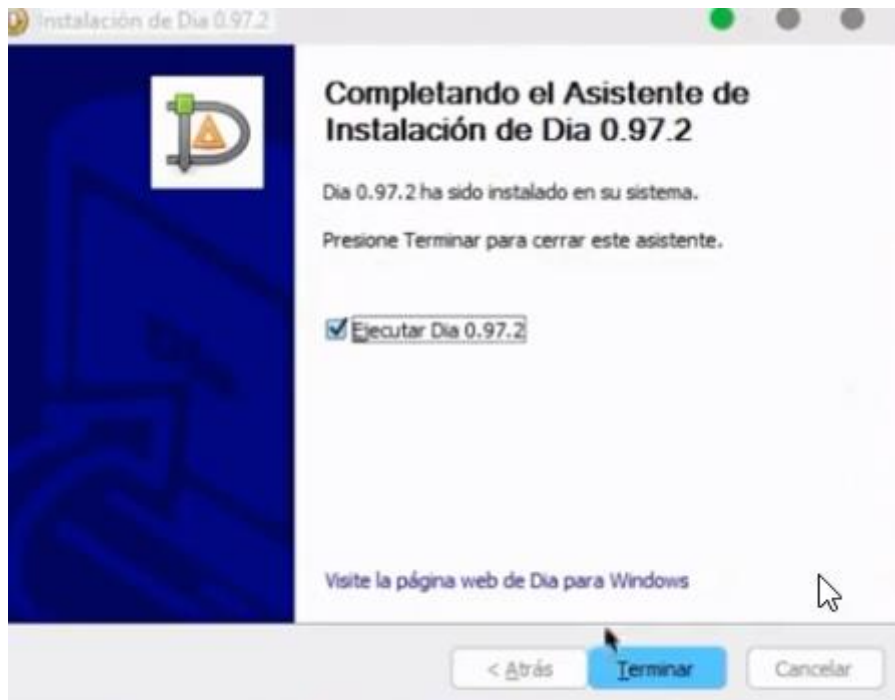 Instalación de Dia 0.97.2
Completando el Asistente de
Instalación de Dia 0.97.2
Dia 0.97.2 ha sido instalado en su sistema.
Presione Terminar para cerrar este asistente.
Ejecutar Dia 0.97.2
Visite la página web de Dia para Windows
< Atrás
Terminar
Cancelar